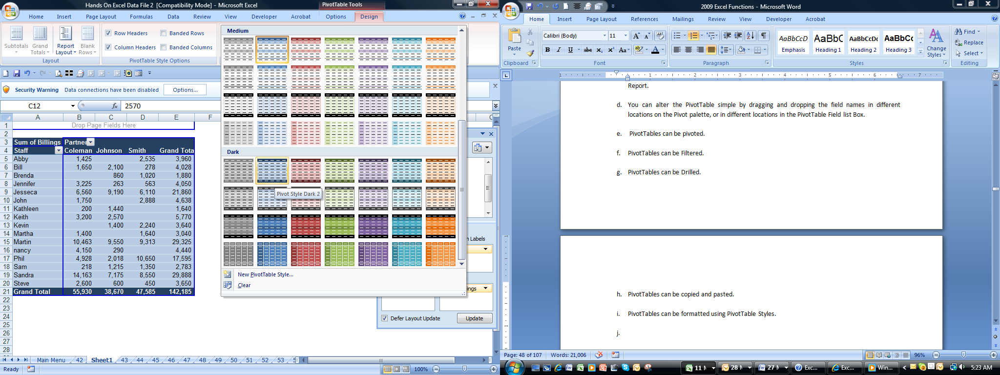 Hands On Excel Data File 2 [Compatibility Mode] - Microsoft Excel
PivotTable Tools
Home Insert Page Layout Formulas Data Review View Developer Acrobat Options Design
Subtotals Grand Totals Report Layout Blank Rows
Row Headers Banded Rows
Column Headers Banded Columns
Layout PivotTable Style Options
Security Warning Data connections have been disabled Options...
C12 fx 2570
A B C D E F
1 Drop Page Fields Here
2
3 Sum of Billings Partner
4 Staff Coleman Johnson Smith Grand Tota
5 Abby 1,425 2,535 3,960
6 Bill 1,650 2,100 278 4,028
7 Brenda 860 1,020 1,880
8 Jennifer 3,225 263 563 4,050
9 Jesseca 6,560 9,190 6,110 21,860
10 John 1,750 2,888 4,638
11 Kathleen 200 1,440 1,640
12 Keith 3,200 2,570 5,770
13 Kevin 1,400 2,240 3,640
14 Martha 1,400 1,640 3,040
15 Martin 10,463 9,550 9,313 29,325
16 nancy 4,150 290 4,440
17 Phil 4,928 2,018 10,650 17,595
18 Sam 218 1,215 1,350 2,783
19 Sandra 14,163 7,175 8,550 29,888
20 Steve 2,600 600 450 3,650
21 Grand Total 55,930 38,670 47,585 142,185
22
23
24
25
26
27
28
Medium
Dark
Pivot Style Dark 2
New PivotTable Style...
Clear
n Labels
ings
Defer Layout Update Update
Main Menu 42 Sheet1 43 44 45 46 47 48 49 50 51 52 53
Ready 100%
2009 Excel Functions - Microsoft Word
Home Insert Page Layout References Mailings Review View Developer Acrobat
Paste
Calibri (Body) 11
B I U abc x₂ x² Aa
AaBbCcD AaBbC AaBbCcDc AaBbCc
Emphasis Heading 1 Heading 2 Heading 3
Change Styles
Find
Replace
Select
Clipboard Font Paragraph Styles Editing
1 1 2 3 4 5 6 7
Report.
d. You can alter the PivotTable simple by dragging and dropping the field names in different
locations on the Pivot palette, or in different locations in the PivotTable Field list Box.
e. PivotTables can be pivoted.
f. PivotTables can be Filtered.
g. PivotTables can be Drilled.
h. PivotTables can be copied and pasted.
i. PivotTables can be formatted using PivotTable Styles.
j.
Page: 48 of 107 Words: 21,006 96%
11 28 27 Exc... Exc... Win... 5:23 AM